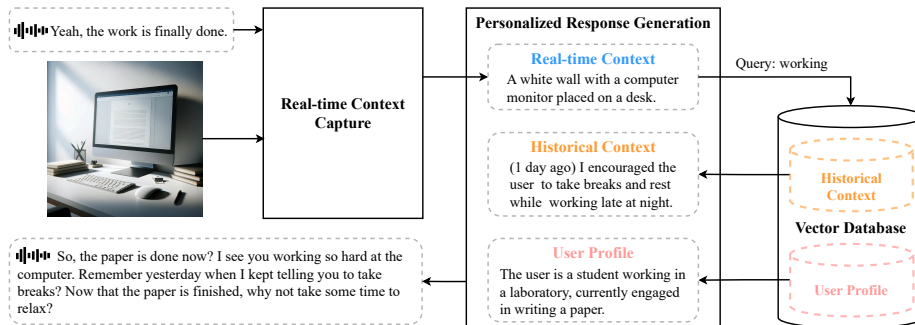 Yeah, the work is finally done.
Real-time Context
Capture
Personalized Response Generation
Real-time Context
A white wall with a computer
monitor placed on a desk.
Query: working
Historical Context
(1 day ago) I encouraged the
user to take breaks and rest
while working late at night.
Historical
Context
Vector Database
User Profile
User Profile
The user is a student working in
a laboratory, currently engaged
in writing a paper.
So, the paper is done now? I see you working so hard at the
computer. Remember yesterday when I kept telling you to take
breaks? Now that the paper is finished, why not take some time to
relax?